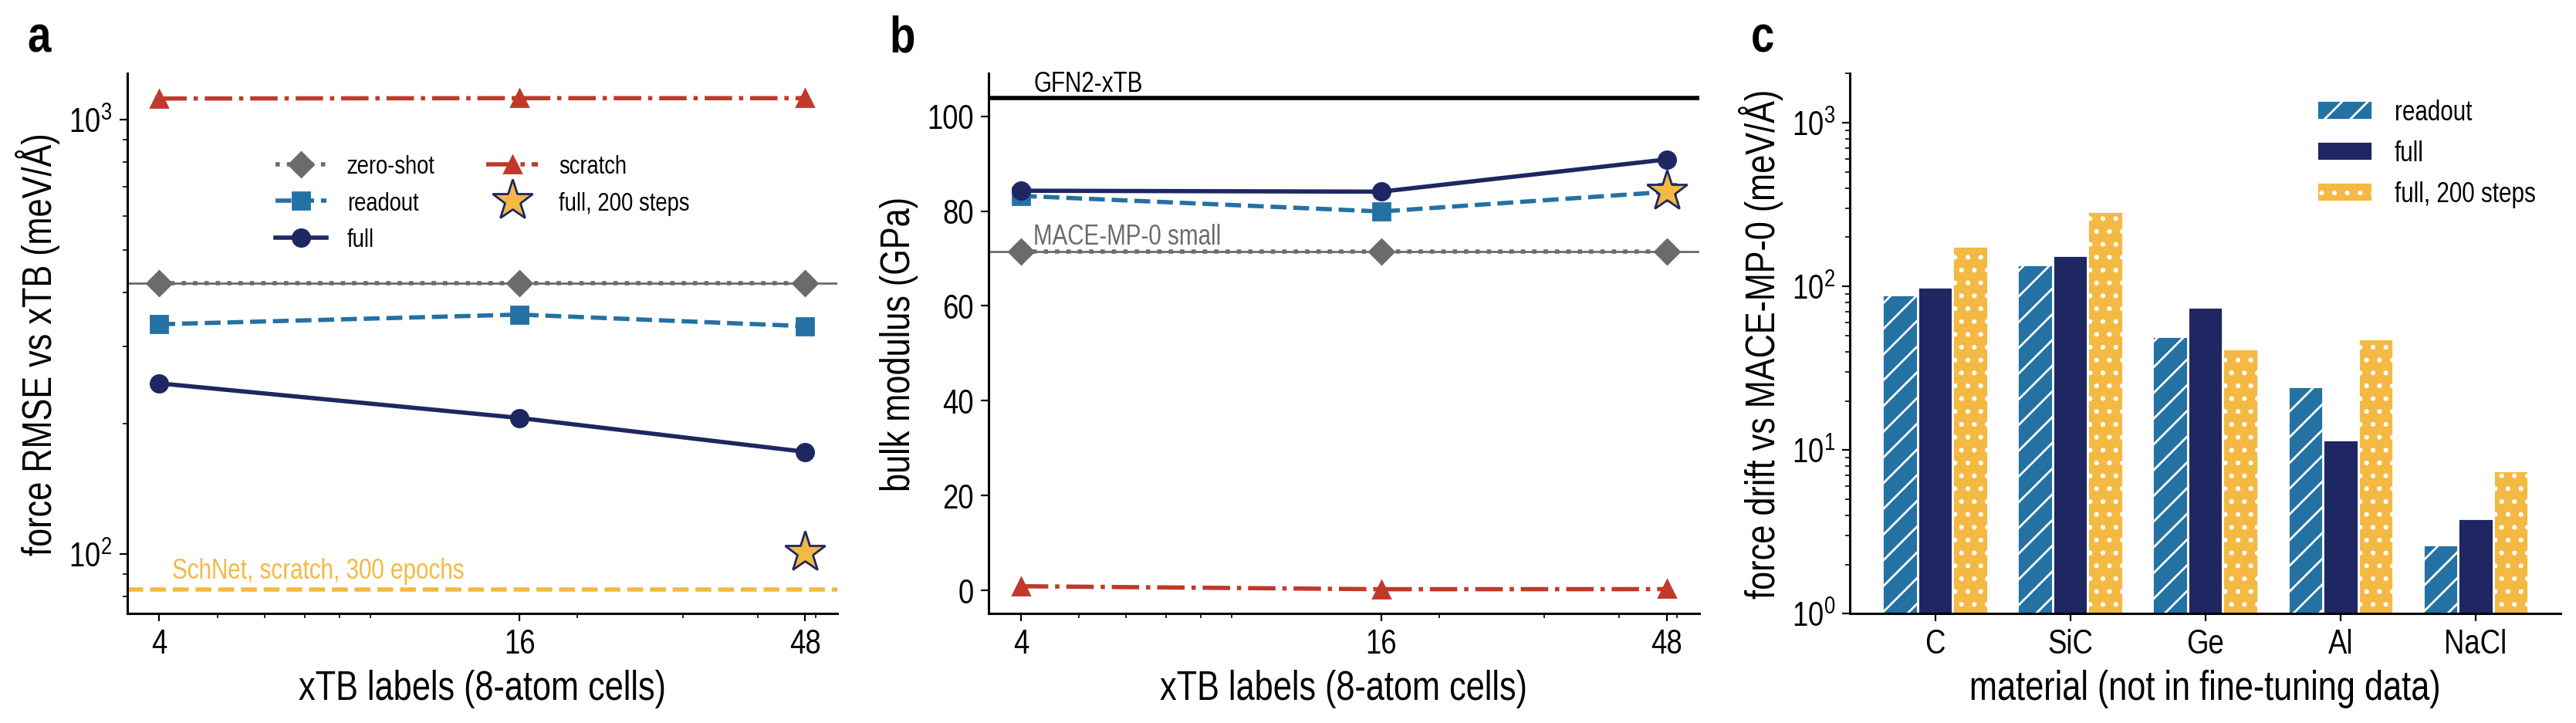 a
force RMSE vs xTB (meV/Å)
10³
10²
zero-shot
readout
full
scratch
full, 200 steps
SchNet, scratch, 300 epochs
4
16
48
xTB labels (8-atom cells)
b
bulk modulus (GPa)
100
80
60
40
20
0
GFN2-xTB
MACE-MP-0 small
4
16
48
xTB labels (8-atom cells)
c
force drift vs MACE-MP-0 (meV/Å)
10³
10²
10¹
10⁰
readout
full
full, 200 steps
C
SiC
Ge
Al
NaCl
material (not in fine-tuning data)